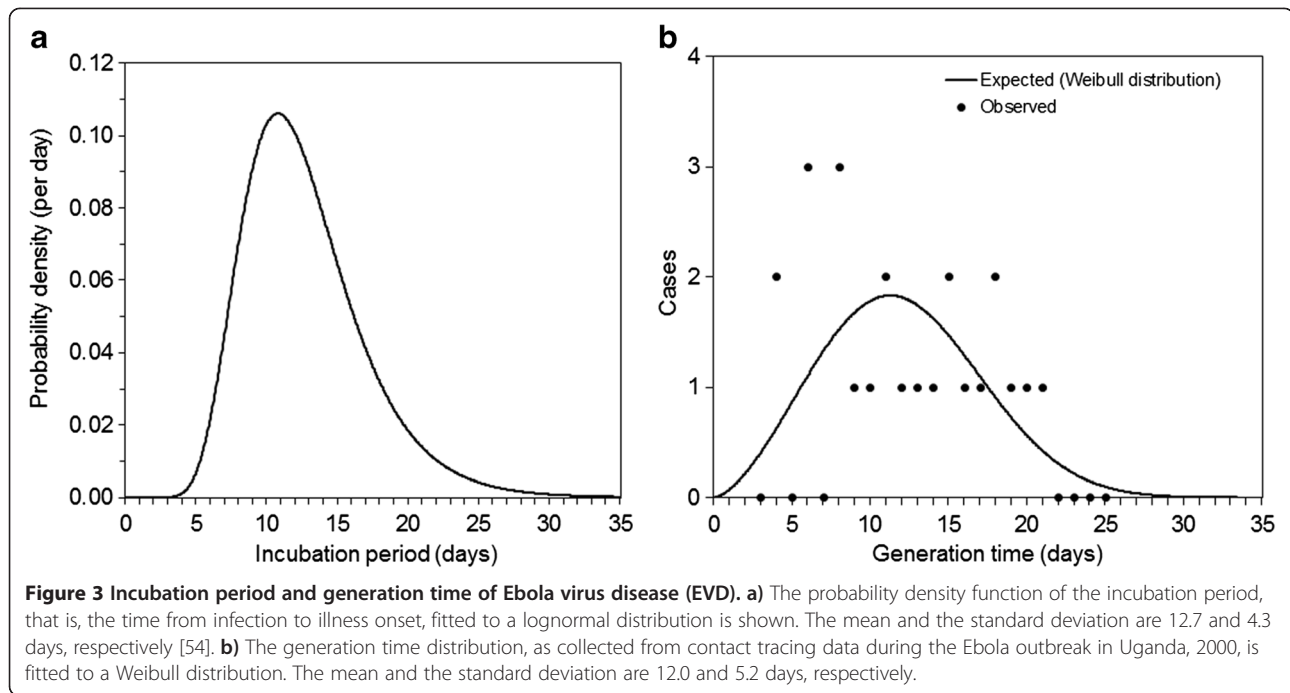 a
0.12
0.10
0.08
0.06
0.04
0.02
0.00
Probability density (per day)
0 5 10 15 20 25 30 35
Incubation period (days)
b
4
3
2
1
0
Cases
Expected (Weibull distribution)
Observed
0 5 10 15 20 25 30 35
Generation time (days)
Figure 3 Incubation period and generation time of Ebola virus disease (EVD). a) The probability density function of the incubation period,
that is, the time from infection to illness onset, fitted to a lognormal distribution is shown. The mean and the standard deviation are 12.7 and 4.3
days, respectively [54]. b) The generation time distribution, as collected from contact tracing data during the Ebola outbreak in Uganda, 2000, is
fitted to a Weibull distribution. The mean and the standard deviation are 12.0 and 5.2 days, respectively.